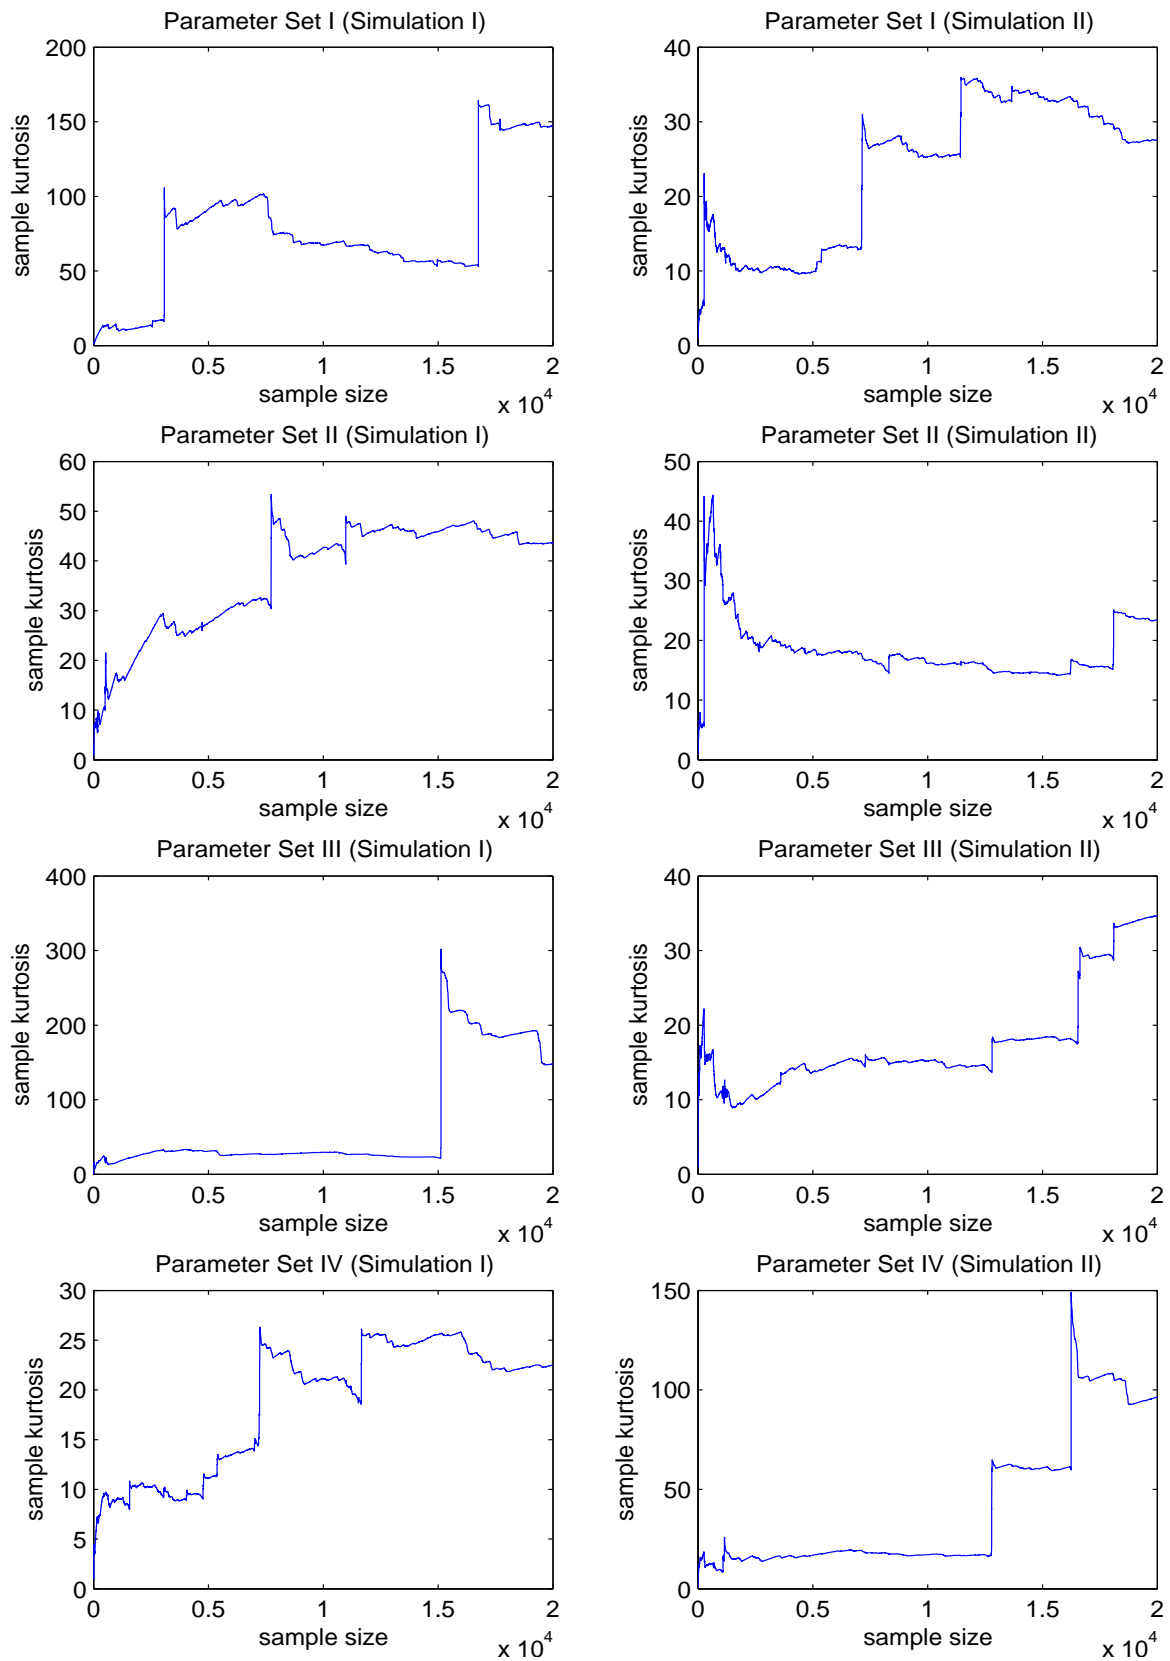 Parameter Set I (Simulation I)
sample kurtosis
200
150
100
50
0
0 0.5 1 1.5 2
sample size
x 10^4
Parameter Set I (Simulation II)
sample kurtosis
40
30
20
10
0
0 0.5 1 1.5 2
sample size
x 10^4
Parameter Set II (Simulation I)
sample kurtosis
60
50
40
30
20
10
0
0 0.5 1 1.5 2
sample size
x 10^4
Parameter Set II (Simulation II)
sample kurtosis
50
40
30
20
10
0
0 0.5 1 1.5 2
sample size
x 10^4
Parameter Set III (Simulation I)
sample kurtosis
400
300
200
100
0
0 0.5 1 1.5 2
sample size
x 10^4
Parameter Set III (Simulation II)
sample kurtosis
40
30
20
10
0
0 0.5 1 1.5 2
sample size
x 10^4
Parameter Set IV (Simulation I)
sample kurtosis
30
25
20
15
10
5
0
0 0.5 1 1.5 2
sample size
x 10^4
Parameter Set IV (Simulation II)
sample kurtosis
150
100
50
0
0 0.5 1 1.5 2
sample size
x 10^4